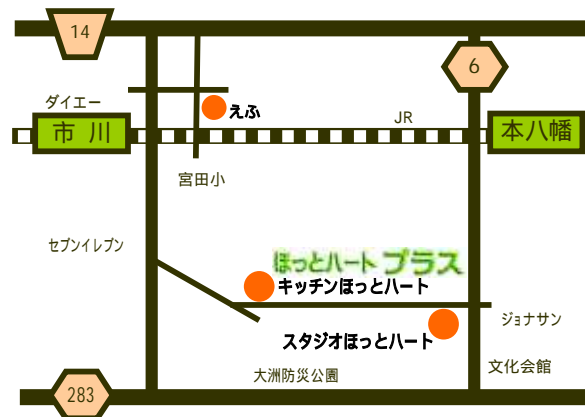 14
6
ダイエー
えふ
JR
市川
本八幡
宮田小
セブンイレブン
ほっとハート プラス
キッチンほっとハート
ジョナサン
スタジオほっとハート
文化会館
大洲防災公園
283